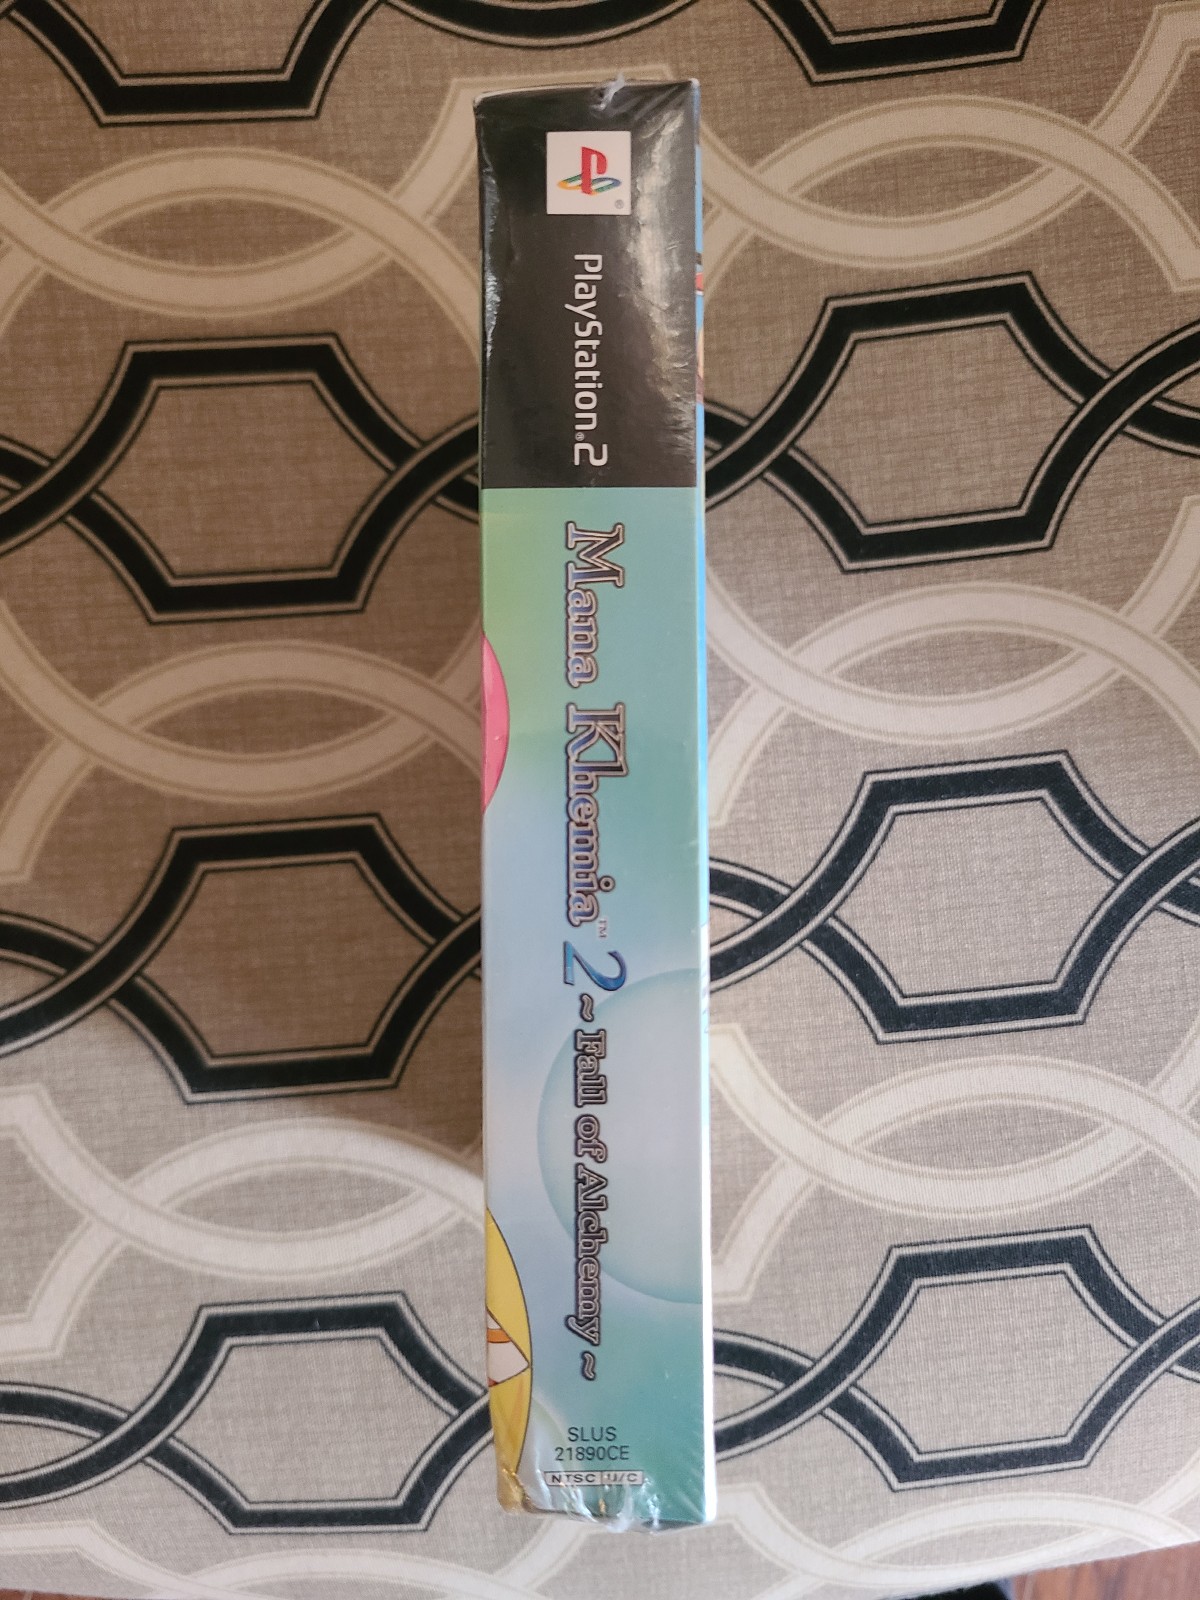 PlayStation®2
Mana Khemia™ 2 ~ Fall of Alchemy ~
SLUS
21890CE
NTSC U/C